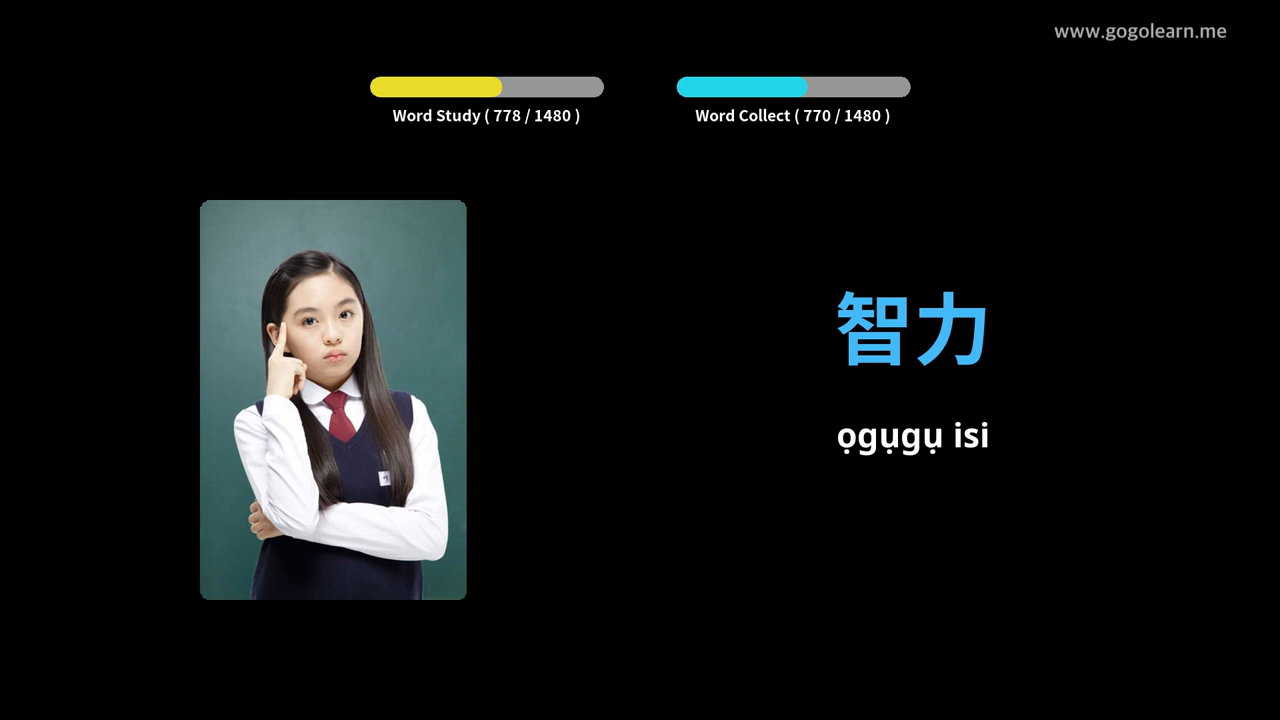 www.gogolearn.me
Word Study ( 778 / 1480 )
Word Collect ( 770 / 1480 )
智力
ọgụgụ isi